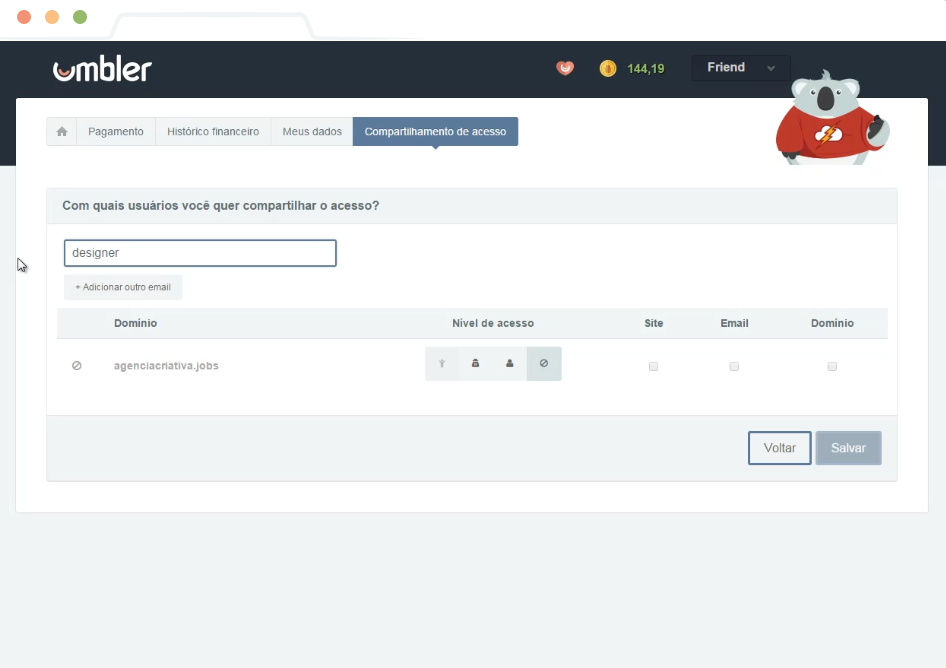 umbler
144,19
Friend
Pagamento
Histórico financeiro
Meus dados
Compartilhamento de acesso
Com quais usuários você quer compartilhar o acesso?
designer
+ Adicionar outro email
Domínio
Nível de acesso
Site
Email
Domínio
agenciacriativa.jobs
Voltar
Salvar